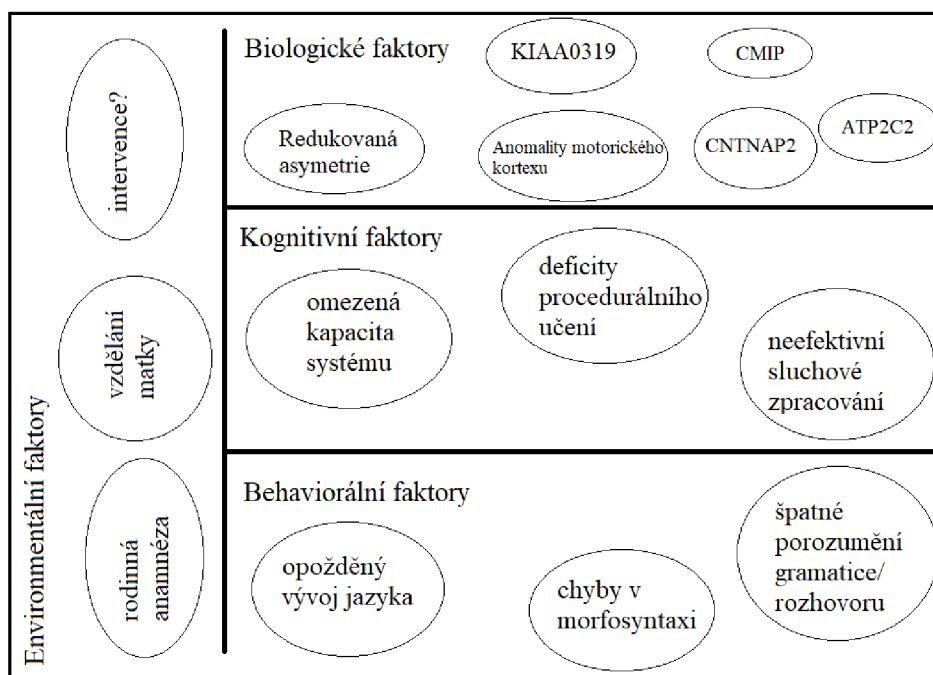 Environmentální faktory
intervence?
vzdělání
matky
rodinná
anamnéza
Biologické faktory
KIAA0319
CMIP
Redukovaná
asymetrie
Anomality motorického
kortexu
CNTNAP2
ATP2C2
Kognitivní faktory
omezená
kapacita
systému
deficity
procedurálního
učení
neefektivní
sluchové
zpracování
Behaviorální faktory
opožděný
vývoj jazyka
chyby v
morfosyntaxi
špatné
porozumění
gramatice/
rozhovoru